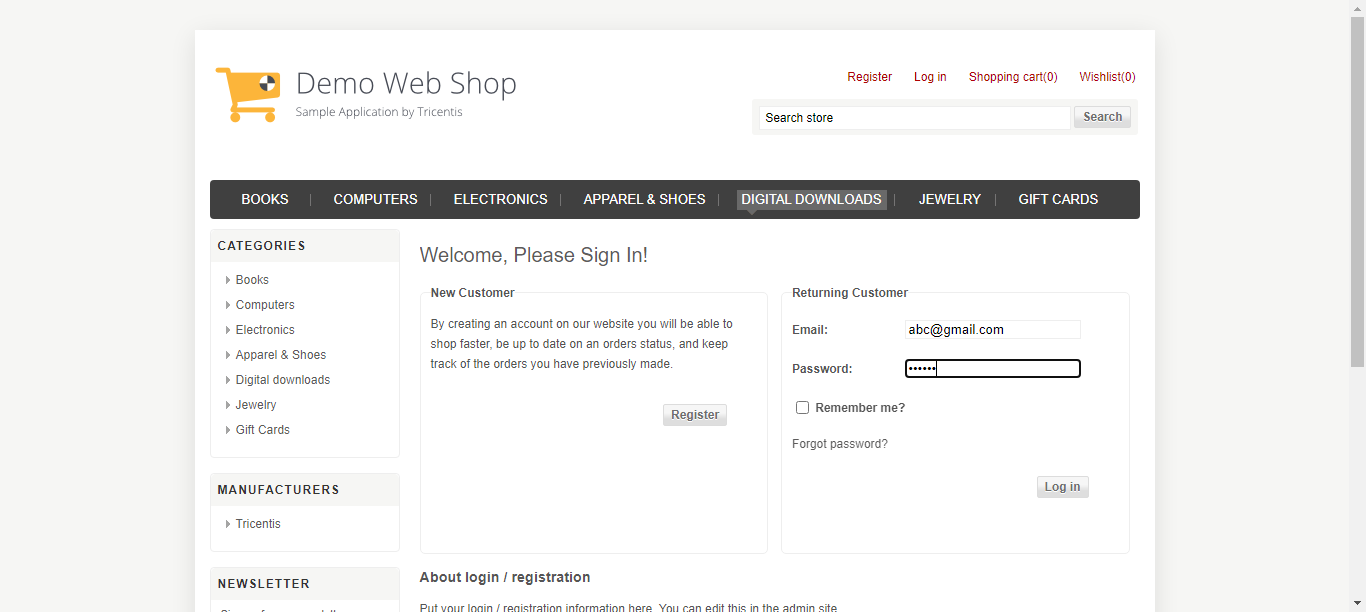 Demo Web Shop
Sample Application by Tricentis
Register Log in Shopping cart(0) Wishlist(0)
Search store Search
BOOKS COMPUTERS ELECTRONICS APPAREL & SHOES DIGITAL DOWNLOADS JEWELRY GIFT CARDS
CATEGORIES
Books
Computers
Electronics
Apparel & Shoes
Digital downloads
Jewelry
Gift Cards
MANUFACTURERS
Tricentis
NEWSLETTER
Welcome, Please Sign In!
New Customer
By creating an account on our website you will be able to
shop faster, be up to date on an orders status, and keep
track of the orders you have previously made.
Register
Returning Customer
Email: abc@gmail.com
Password: ••••••
Remember me?
Forgot password?
Log in
About login / registration
Put your login / registration information here. You can edit this in the admin site.